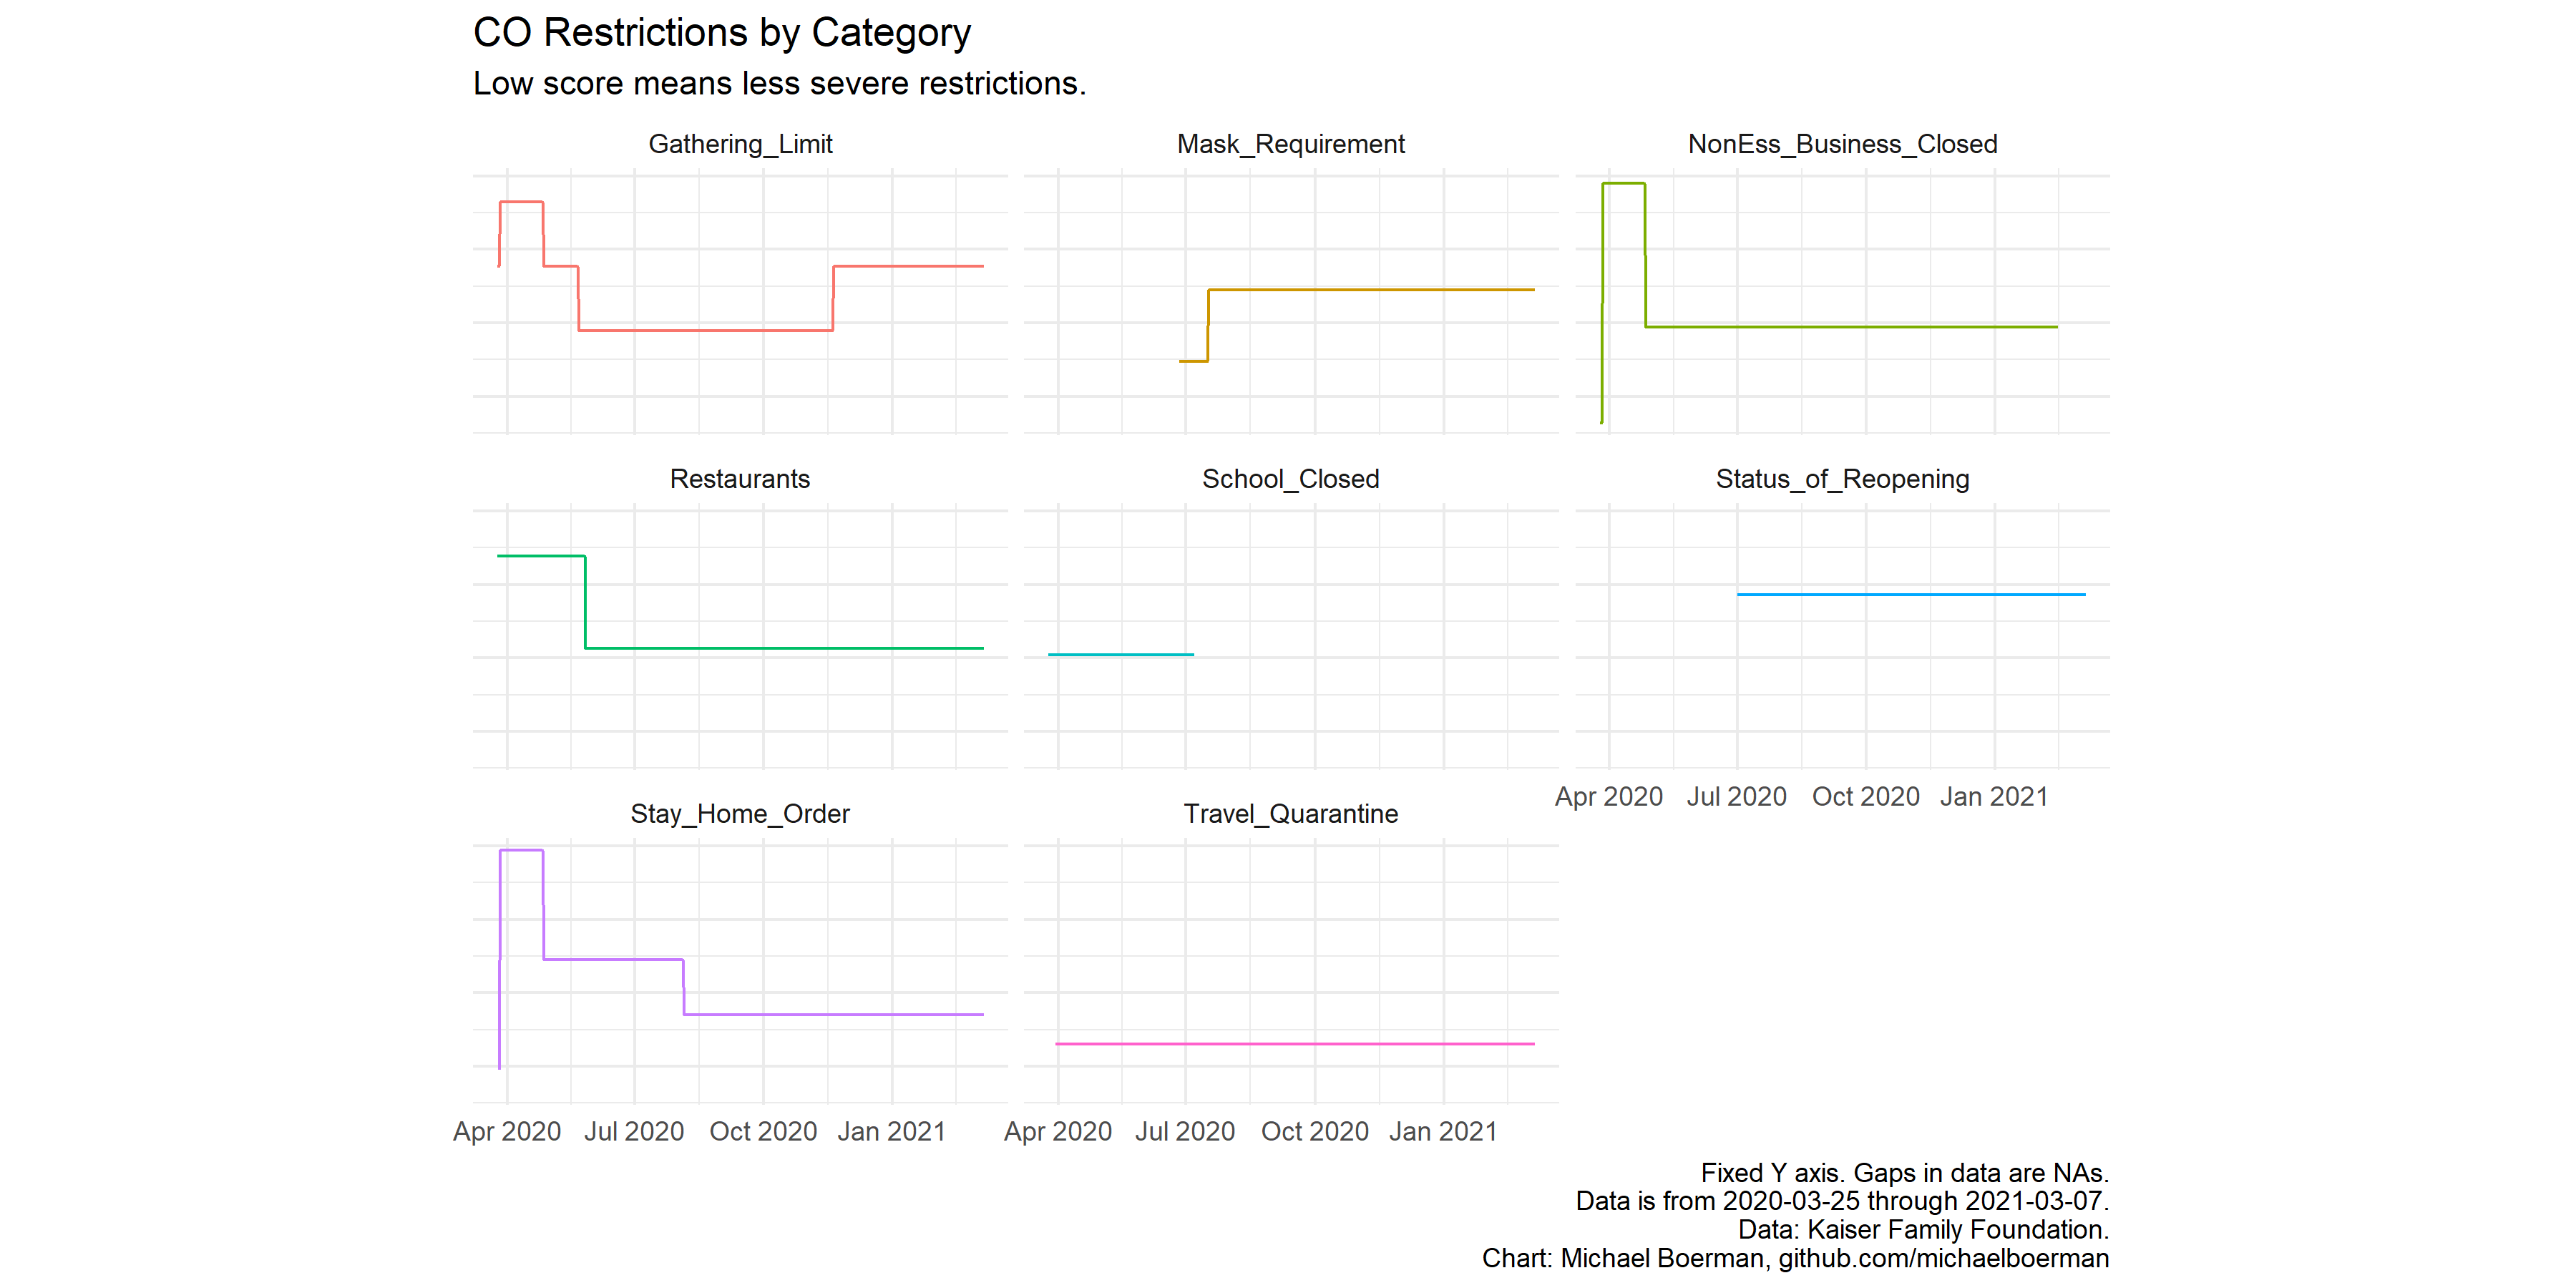 CO Restrictions by Category
Low score means less severe restrictions.
Gathering_Limit
Mask_Requirement
NonEss_Business_Closed
Restaurants
School_Closed
Status_of_Reopening
Apr 2020 Jul 2020 Oct 2020 Jan 2021
Stay_Home_Order
Travel_Quarantine
Apr 2020 Jul 2020 Oct 2020 Jan 2021
Apr 2020 Jul 2020 Oct 2020 Jan 2021
Fixed Y axis. Gaps in data are NAs.
Data is from 2020-03-25 through 2021-03-07.
Data: Kaiser Family Foundation.
Chart: Michael Boerman, github.com/michaelboerman